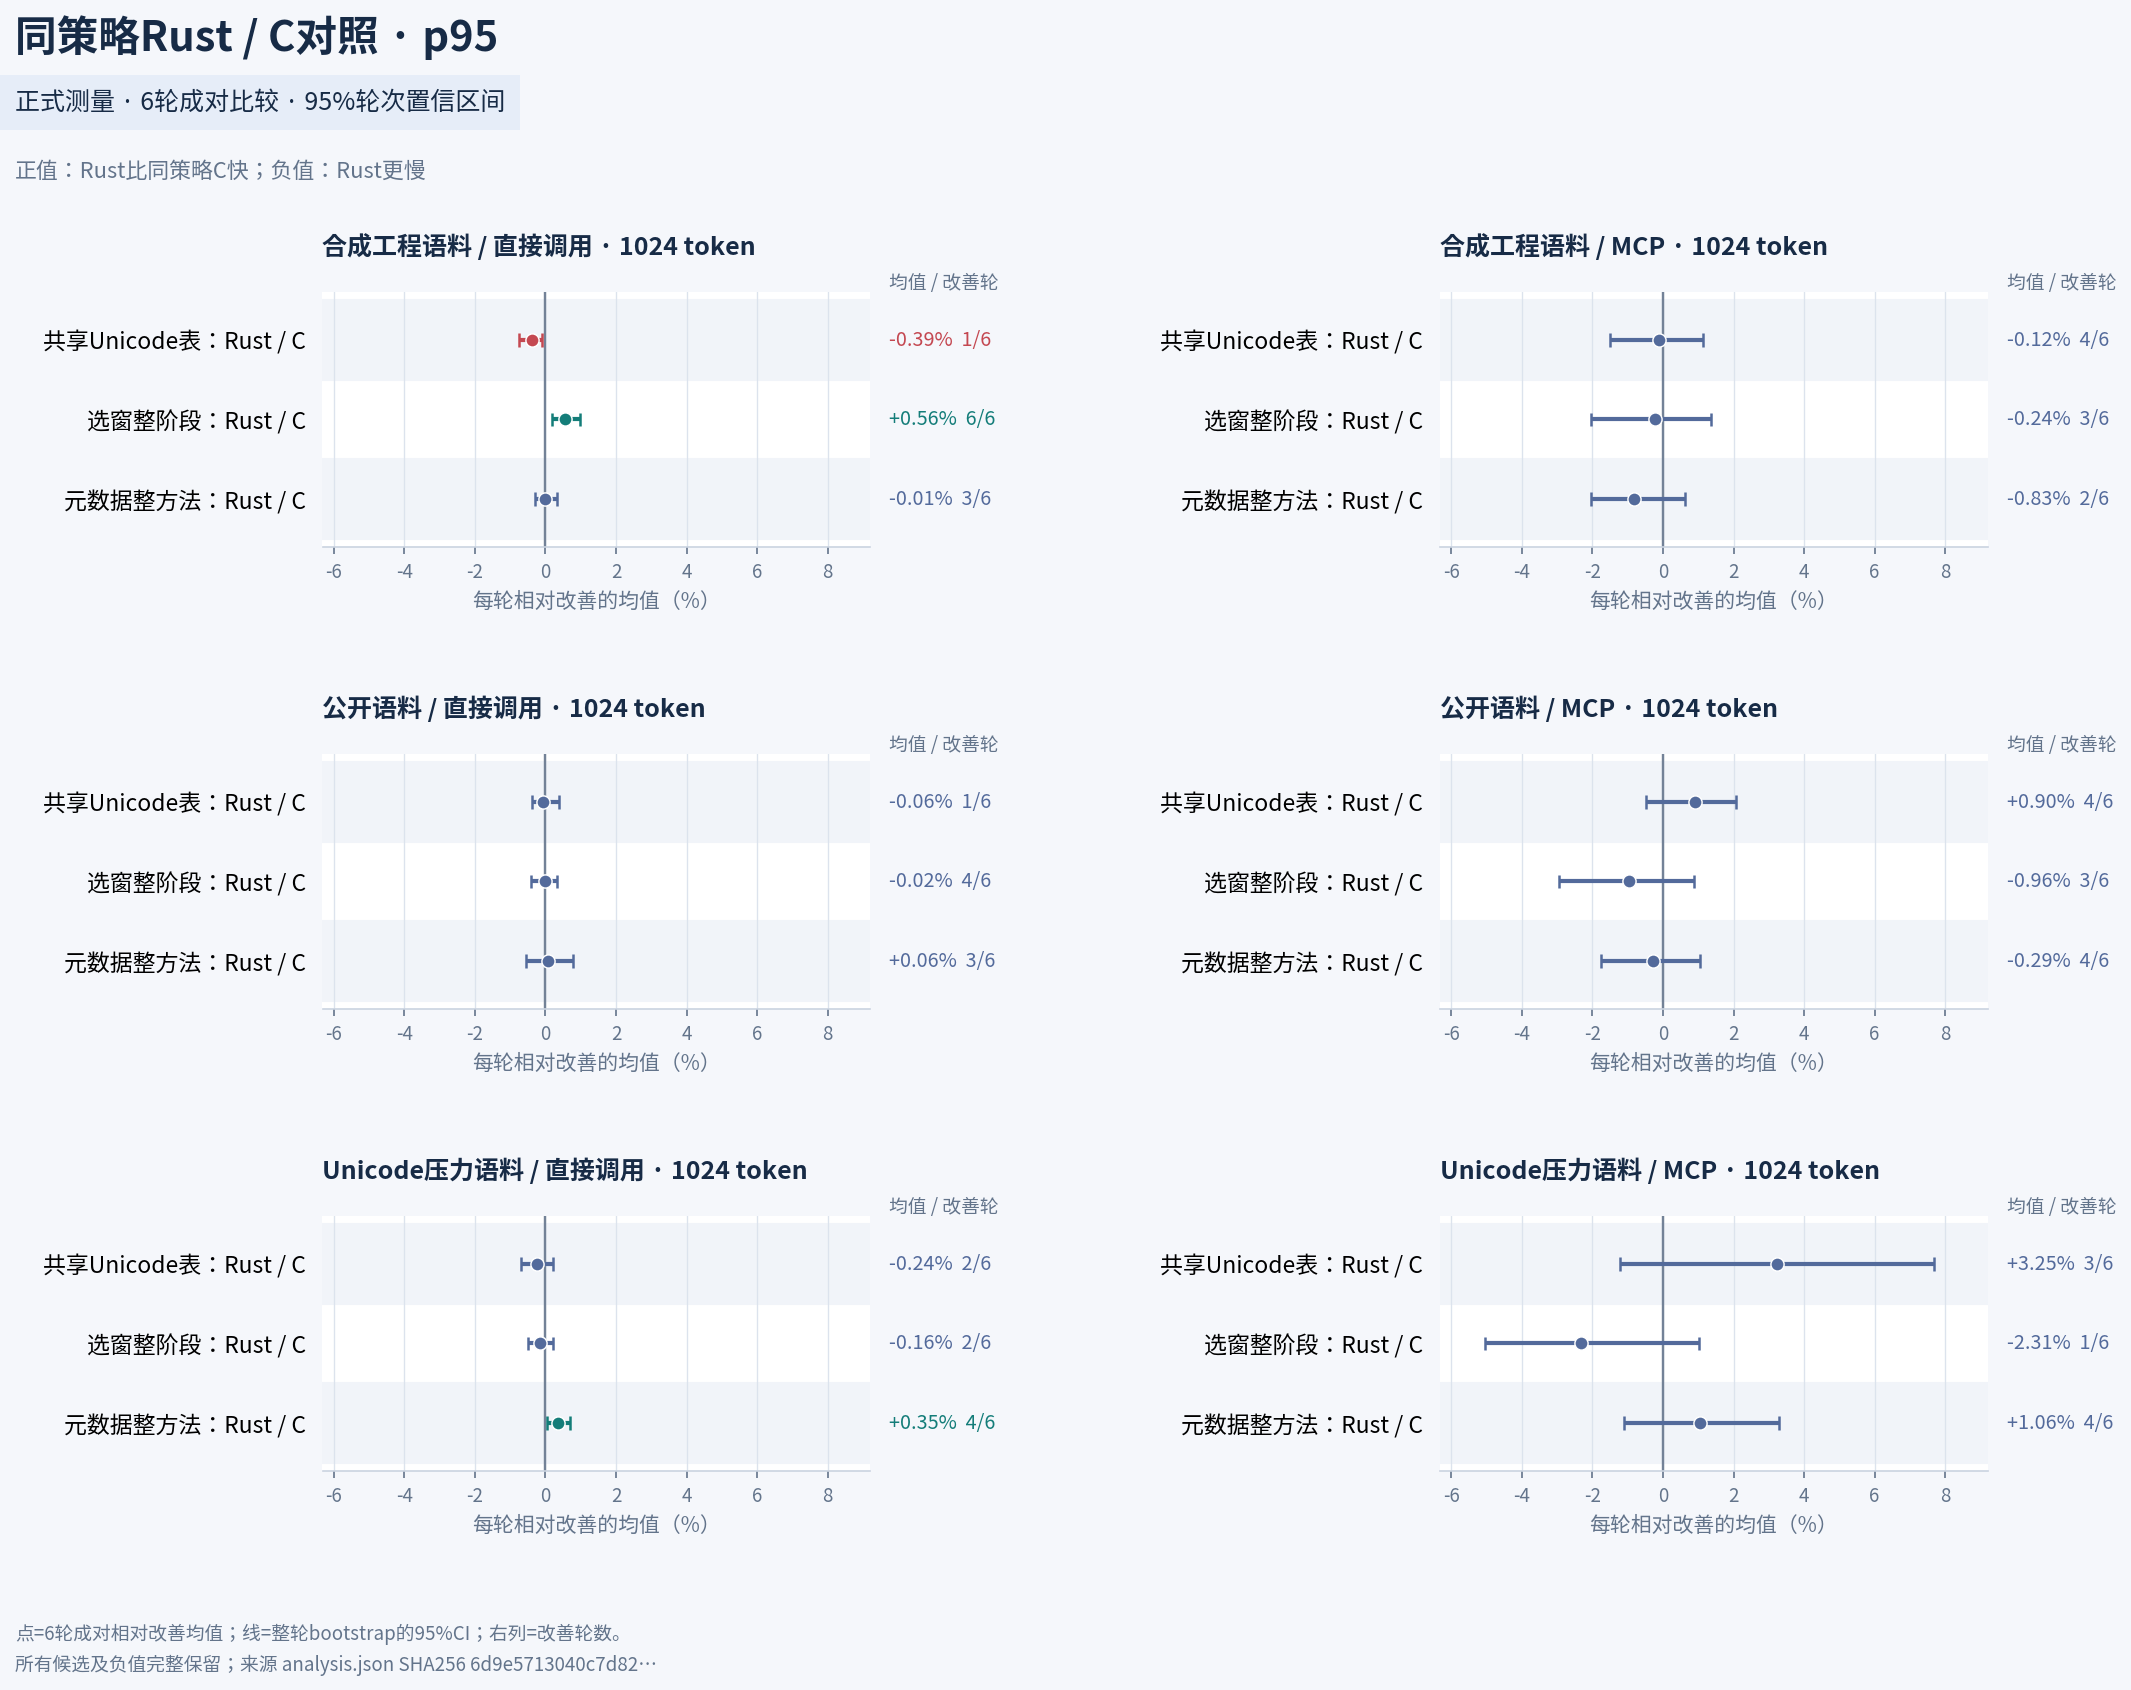 同策略Rust / C对照 · p95
正式测量 · 6轮成对比较 · 95%轮次置信区间
正值：Rust比同策略C快；负值：Rust更慢
合成工程语料 / 直接调用 · 1024 token
均值 / 改善轮
共享Unicode表：Rust / C
-0.39% 1/6
选窗整阶段：Rust / C
+0.56% 6/6
元数据整方法：Rust / C
-0.01% 3/6
-6 -4 -2 0 2 4 6 8
每轮相对改善的均值（%）
合成工程语料 / MCP · 1024 token
均值 / 改善轮
共享Unicode表：Rust / C
-0.12% 4/6
选窗整阶段：Rust / C
-0.24% 3/6
元数据整方法：Rust / C
-0.83% 2/6
-6 -4 -2 0 2 4 6 8
每轮相对改善的均值（%）
公开语料 / 直接调用 · 1024 token
均值 / 改善轮
共享Unicode表：Rust / C
-0.06% 1/6
选窗整阶段：Rust / C
-0.02% 4/6
元数据整方法：Rust / C
+0.06% 3/6
-6 -4 -2 0 2 4 6 8
每轮相对改善的均值（%）
公开语料 / MCP · 1024 token
均值 / 改善轮
共享Unicode表：Rust / C
+0.90% 4/6
选窗整阶段：Rust / C
-0.96% 3/6
元数据整方法：Rust / C
-0.29% 4/6
-6 -4 -2 0 2 4 6 8
每轮相对改善的均值（%）
Unicode压力语料 / 直接调用 · 1024 token
均值 / 改善轮
共享Unicode表：Rust / C
-0.24% 2/6
选窗整阶段：Rust / C
-0.16% 2/6
元数据整方法：Rust / C
+0.35% 4/6
-6 -4 -2 0 2 4 6 8
每轮相对改善的均值（%）
Unicode压力语料 / MCP · 1024 token
均值 / 改善轮
共享Unicode表：Rust / C
+3.25% 3/6
选窗整阶段：Rust / C
-2.31% 1/6
元数据整方法：Rust / C
+1.06% 4/6
-6 -4 -2 0 2 4 6 8
每轮相对改善的均值（%）
点=6轮成对相对改善均值；线=整轮bootstrap的95%CI；右列=改善轮数。
所有候选及负值完整保留；来源 analysis.json SHA256 6d9e5713040c7d82…